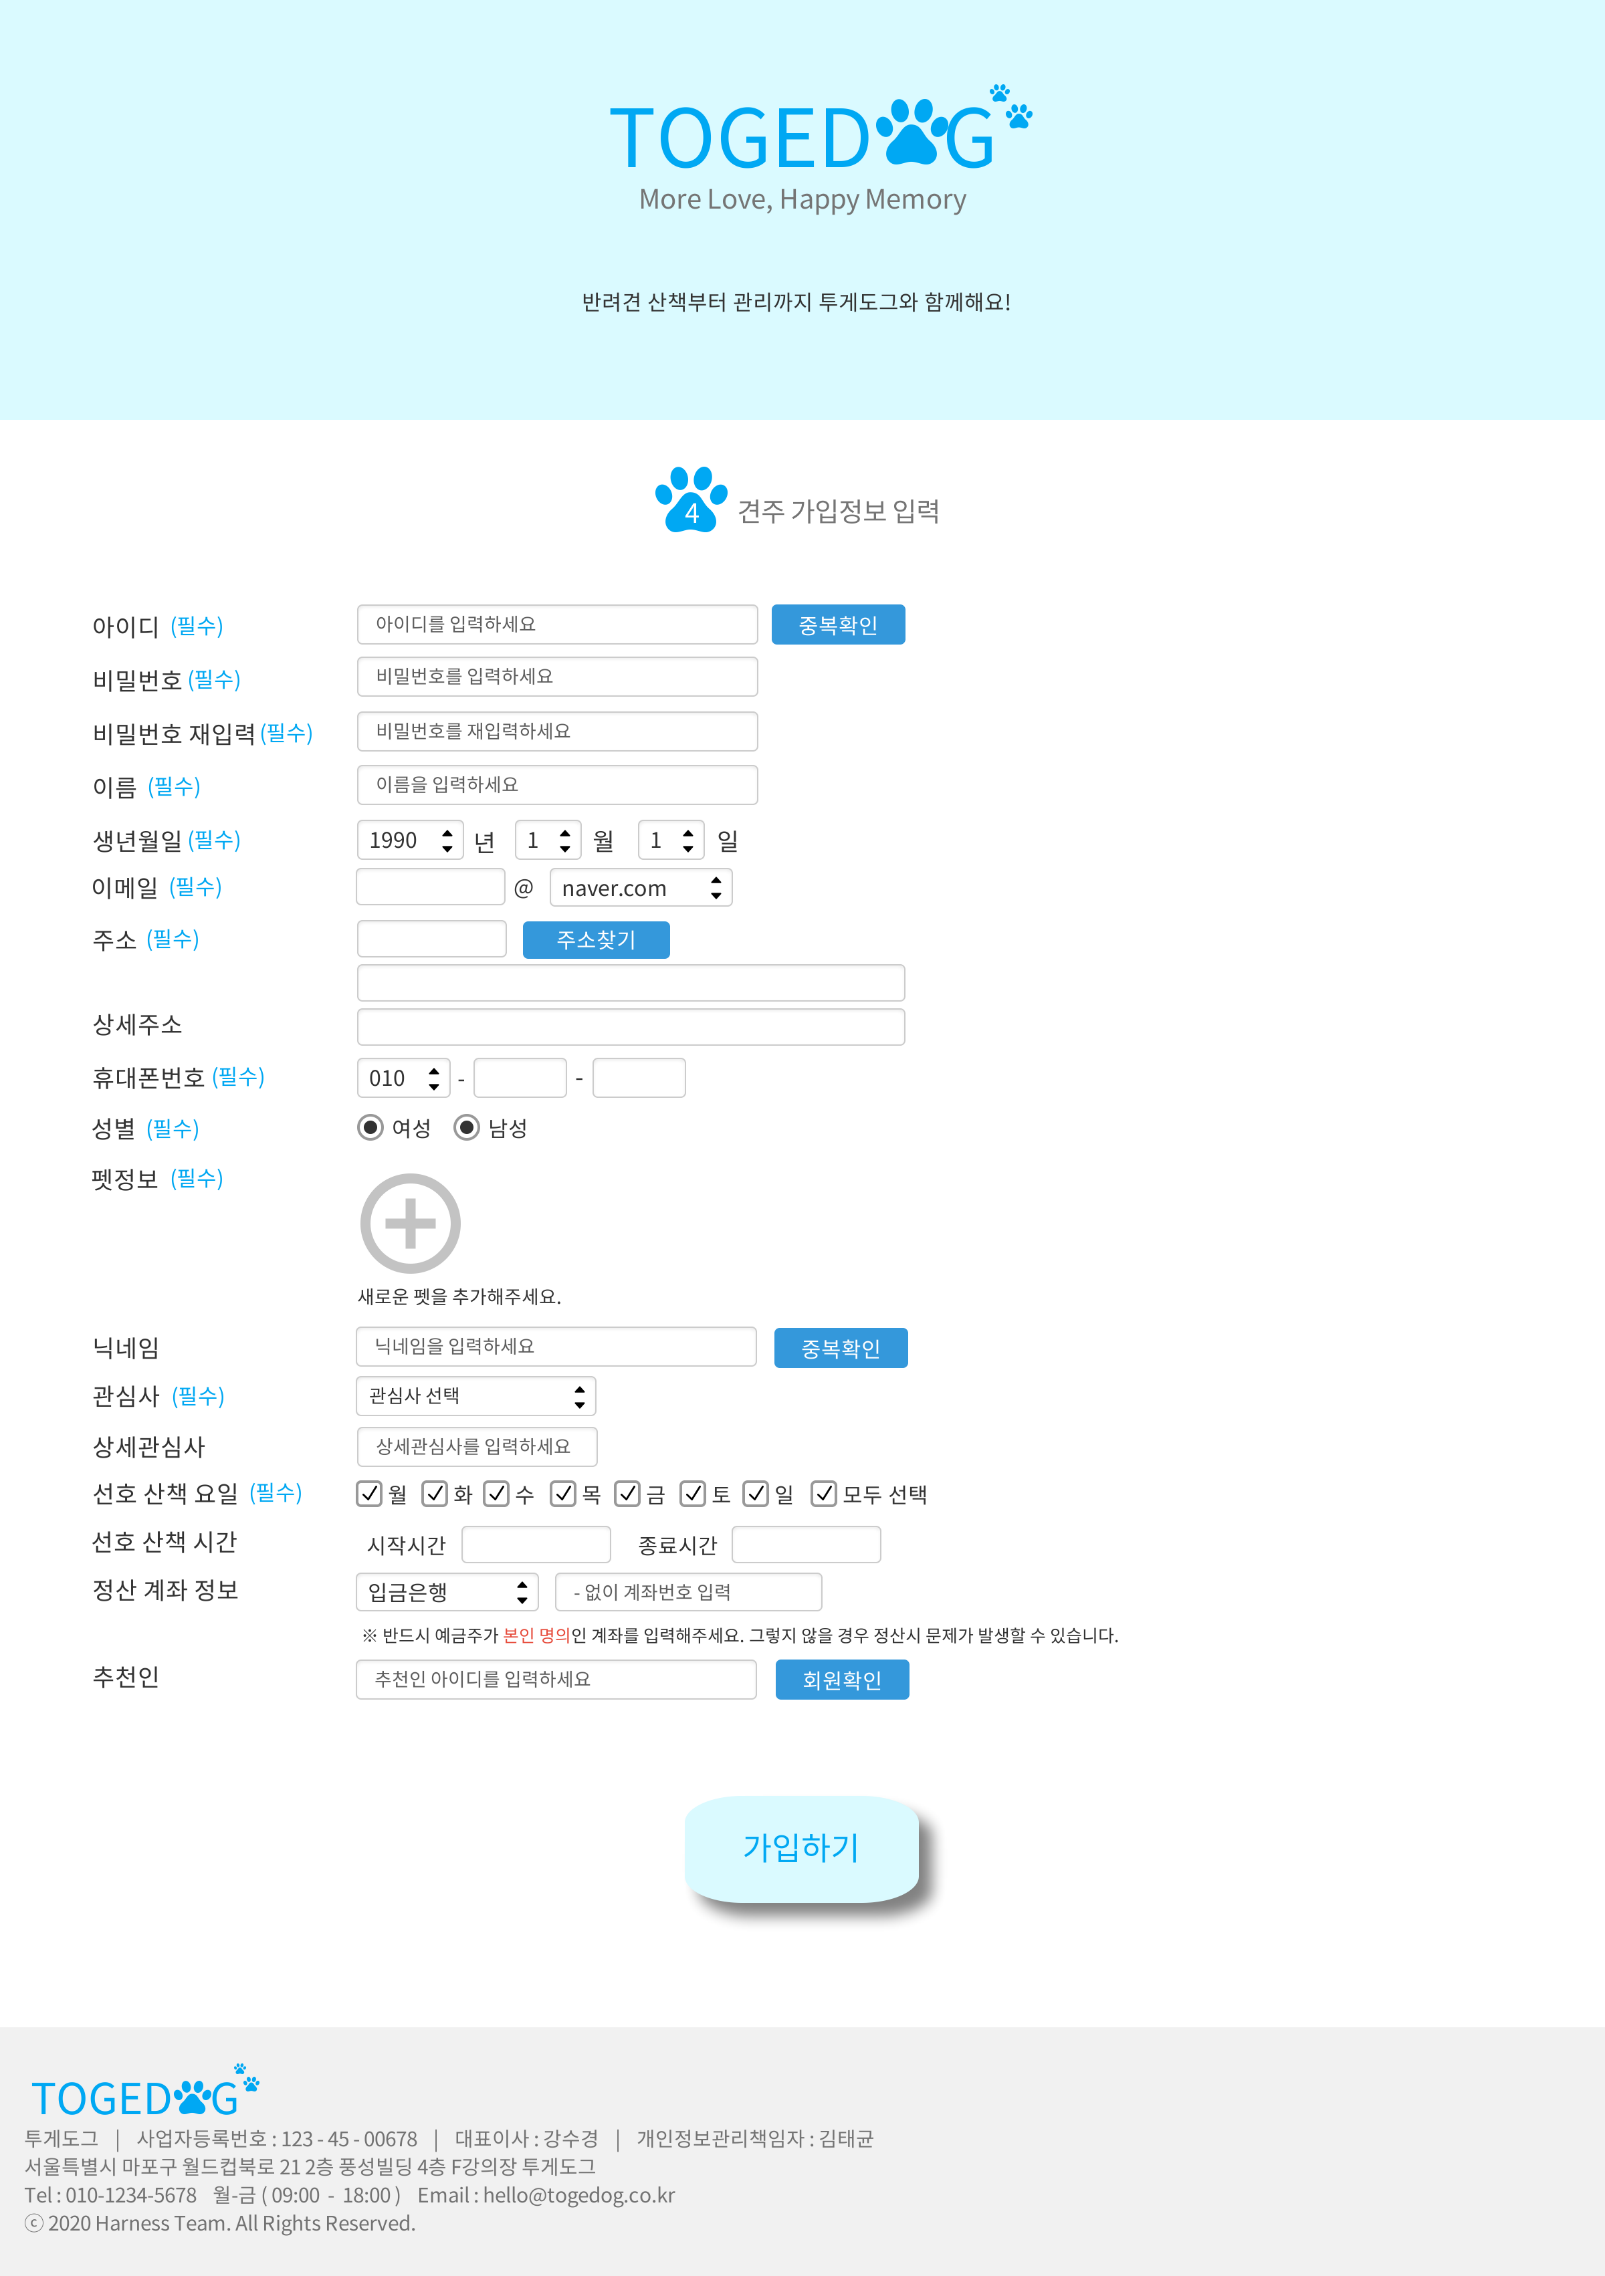 TOGEDOG
More Love, Happy Memory
반려견 산책부터 관리까지 투게도그와 함께해요!
4 견주 가입정보 입력
아이디 (필수) 아이디를 입력하세요 중복확인
비밀번호 (필수) 비밀번호를 입력하세요
비밀번호 재입력 (필수) 비밀번호를 재입력하세요
이름 (필수) 이름을 입력하세요
생년월일 (필수) 1990 년 1 월 1 일
이메일 (필수) @ naver.com
주소 (필수) 주소찾기
상세주소
휴대폰번호 (필수) 010 - -
성별 (필수) 여성 남성
펫정보 (필수)
새로운 펫을 추가해주세요.
닉네임 닉네임을 입력하세요 중복확인
관심사 (필수) 관심사 선택
상세관심사 상세관심사를 입력하세요
선호 산책 요일 (필수) 월 화 수 목 금 토 일 모두 선택
선호 산책 시간 시작시간 종료시간
정산 계좌 정보 입금은행 - 없이 계좌번호 입력
※ 반드시 예금주가 본인 명의인 계좌를 입력해주세요. 그렇지 않을 경우 정산시 문제가 발생할 수 있습니다.
추천인 추천인 아이디를 입력하세요 회원확인
가입하기
TOGEDOG
투게도그 | 사업자등록번호 : 123 - 45 - 00678 | 대표이사 : 강수경 | 개인정보관리책임자 : 김태균
서울특별시 마포구 월드컵북로 21 2층 풍성빌딩 4층 F강의장 투게도그
Tel : 010-1234-5678 월-금 ( 09:00 - 18:00 ) Email : hello@togedog.co.kr
ⓒ 2020 Harness Team. All Rights Reserved.